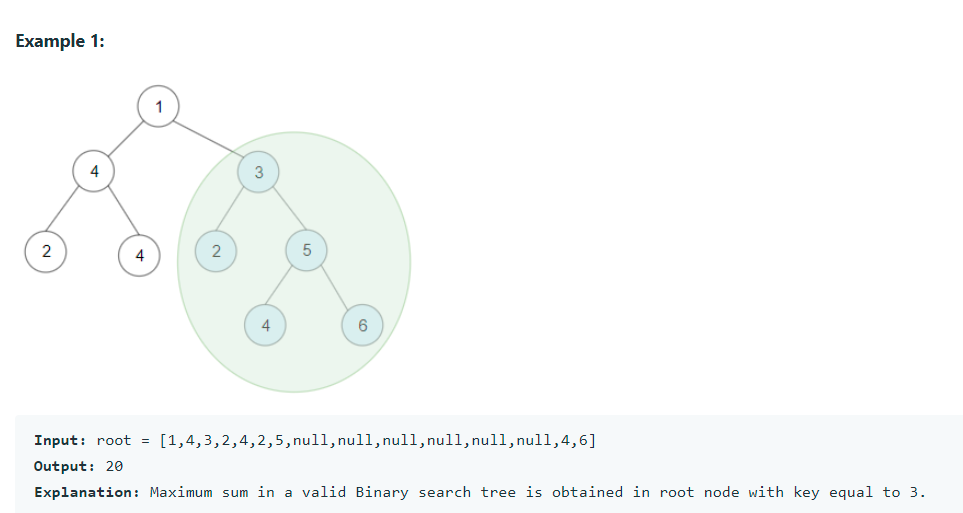 Example 1:
1
4
3
2
4
2
5
4
6
Input: root = [1,4,3,2,4,2,5,null,null,null,null,null,null,4,6]
Output: 20
Explanation: Maximum sum in a valid Binary search tree is obtained in root node with key equal to 3.